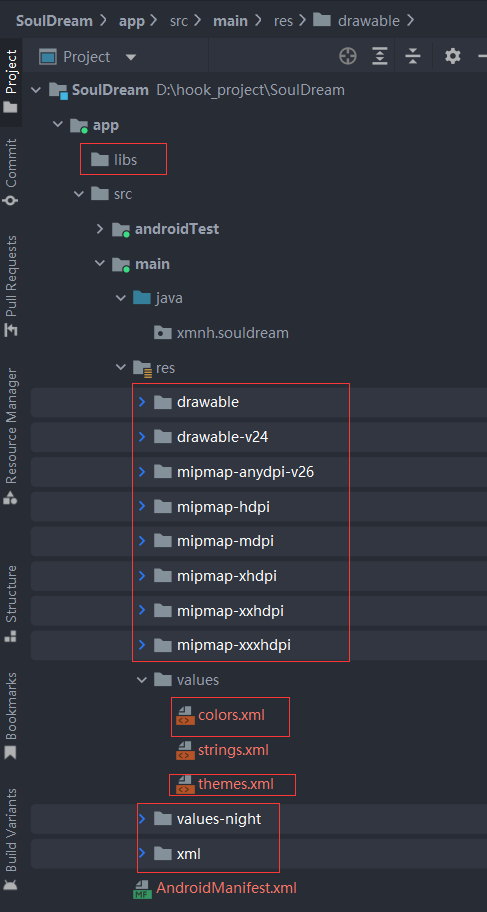 SoulDream > app > src > main > res > drawable >
Project
SoulDream D:\hook_project\SoulDream
app
libs
src
androidTest
main
java
xmnh.souldream
res
drawable
drawable-v24
mipmap-anydpi-v26
mipmap-hdpi
mipmap-mdpi
mipmap-xhdpi
mipmap-xxhdpi
mipmap-xxxhdpi
values
colors.xml
strings.xml
themes.xml
values-night
xml
MF AndroidManifest.xml
Project
Commit
Pull Requests
Resource Manager
Structure
Bookmarks
Build Variants